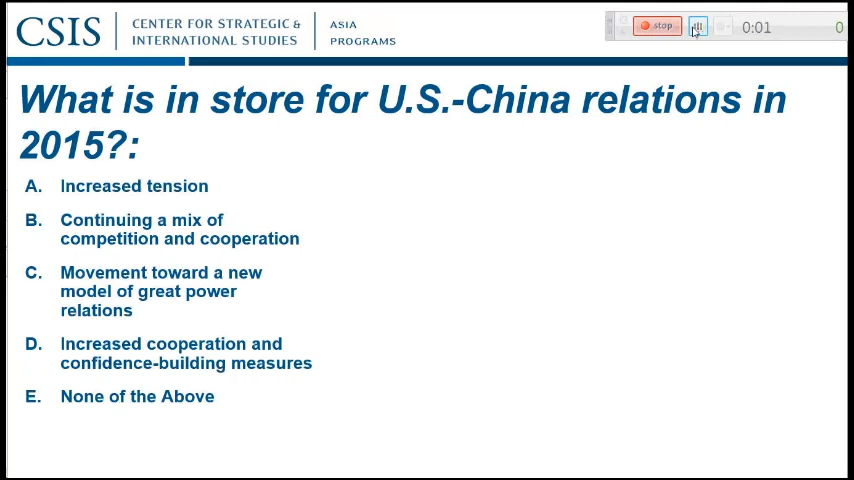 CSIS
CENTER FOR STRATEGIC &
INTERNATIONAL STUDIES
ASIA
PROGRAMS
stop
0:01
0
What is in store for U.S.-China relations in
2015?:
A. Increased tension
B. Continuing a mix of
competition and cooperation
C. Movement toward a new
model of great power
relations
D. Increased cooperation and
confidence-building measures
E. None of the Above